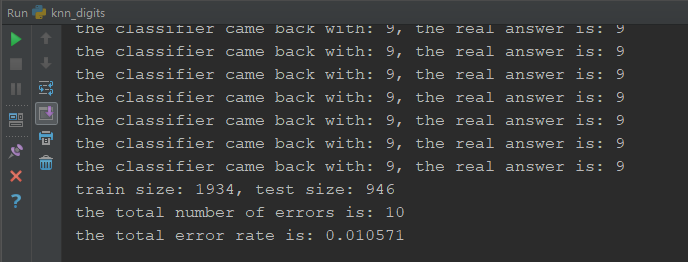 Run knn_digits
the classifier came back with: 9, the real answer is: 9
the classifier came back with: 9, the real answer is: 9
the classifier came back with: 9, the real answer is: 9
the classifier came back with: 9, the real answer is: 9
the classifier came back with: 9, the real answer is: 9
the classifier came back with: 9, the real answer is: 9
the classifier came back with: 9, the real answer is: 9
train size: 1934, test size: 946
the total number of errors is: 10
the total error rate is: 0.010571